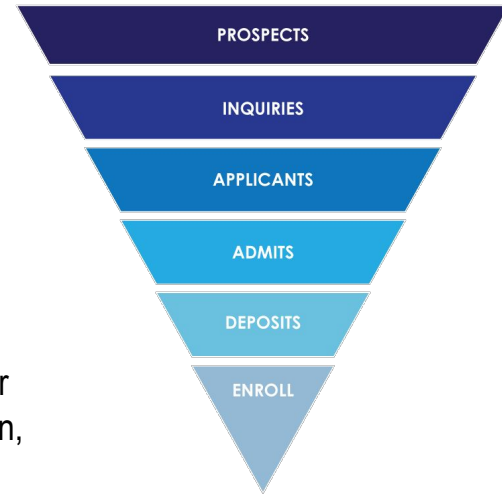 PROSPECTS
INQUIRIES
APPLICANTS
ADMITS
DEPOSITS
ENROLL